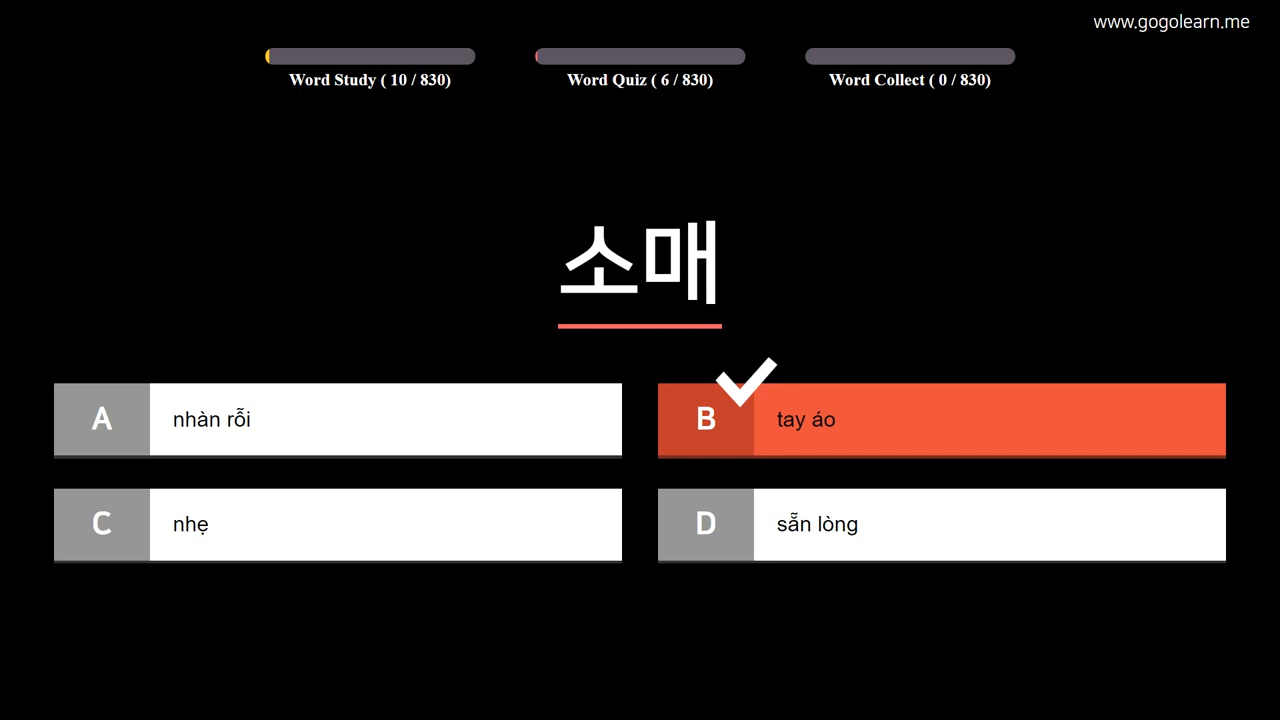 www.gogolearn.me
Word Study ( 10 / 830)
Word Quiz ( 6 / 830)
Word Collect ( 0 / 830)
소매
A nhàn rỗi
B tay áo
C nhẹ
D sẵn lòng